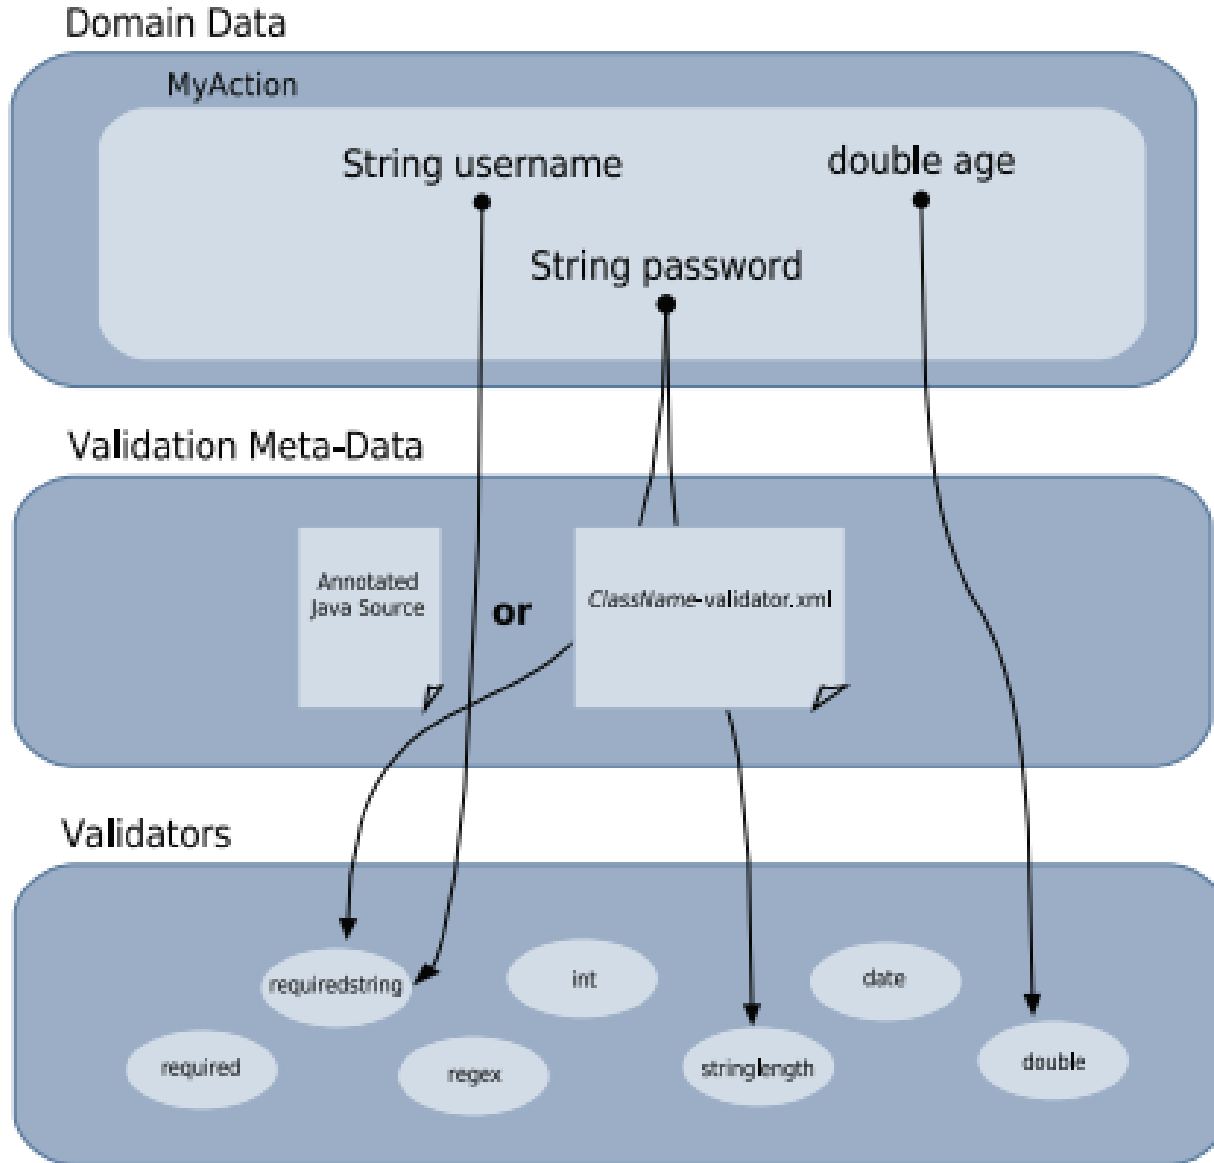 Domain Data
MyAction
String username
double age
String password
Validation Meta-Data
Annotated
Java Source
or
ClassName-validator.xml
Validators
requiredstring
int
date
required
regex
stringlength
double